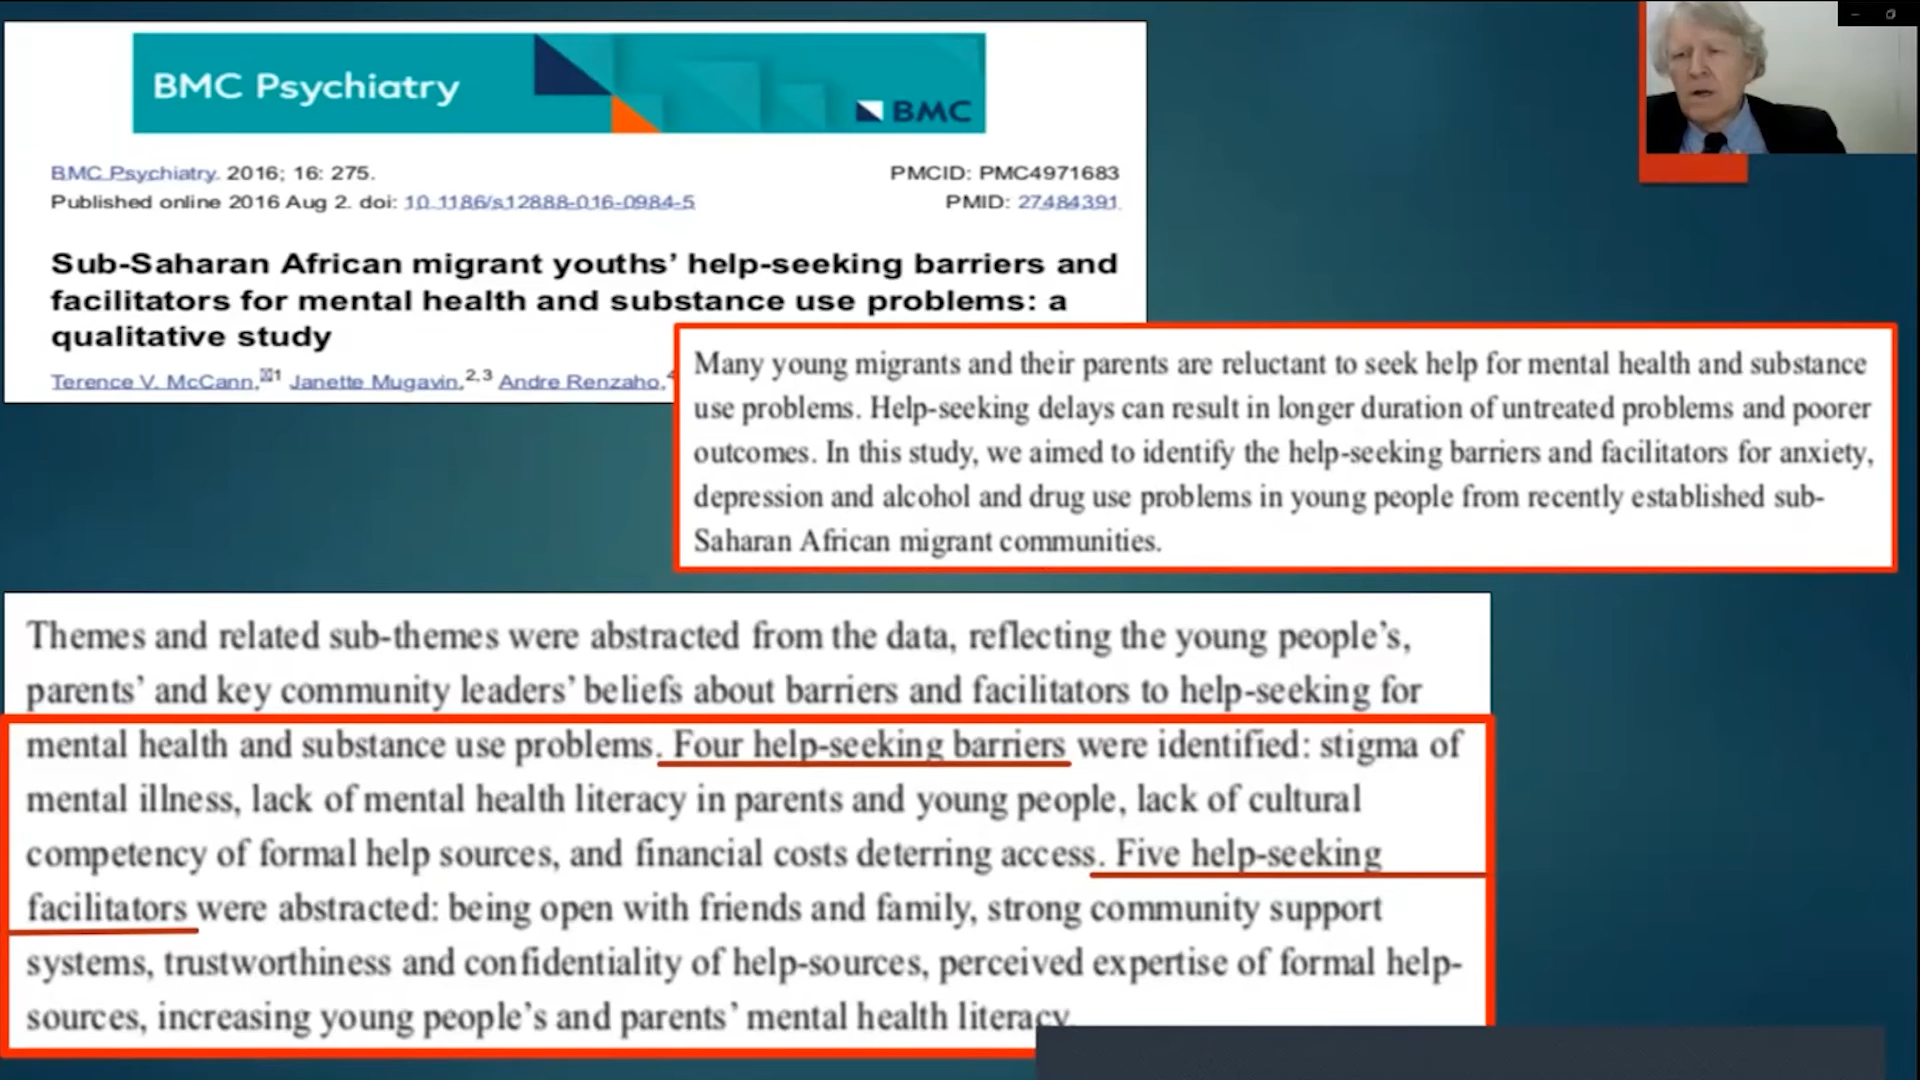 BMC Psychiatry
BMC
BMC Psychiatry. 2016; 16: 275.
PMCID: PMC4971683
Published online 2016 Aug 2. doi: 10.1186/s12888-016-0984-5
PMID: 27484391
Sub-Saharan African migrant youths’ help-seeking barriers and
facilitators for mental health and substance use problems: a
qualitative study
Terence V. McCann,1 Janette Mugavin,2,3 Andre Renzaho,
Many young migrants and their parents are reluctant to seek help for mental health and substance
use problems. Help-seeking delays can result in longer duration of untreated problems and poorer
outcomes. In this study, we aimed to identify the help-seeking barriers and facilitators for anxiety,
depression and alcohol and drug use problems in young people from recently established sub-
Saharan African migrant communities.
Themes and related sub-themes were abstracted from the data, reflecting the young people’s,
parents’ and key community leaders’ beliefs about barriers and facilitators to help-seeking for
mental health and substance use problems. Four help-seeking barriers were identified: stigma of
mental illness, lack of mental health literacy in parents and young people, lack of cultural
competency of formal help sources, and financial costs deterring access. Five help-seeking
facilitators were abstracted: being open with friends and family, strong community support
systems, trustworthiness and confidentiality of help-sources, perceived expertise of formal help-
sources, increasing young people’s and parents’ mental health literacy.